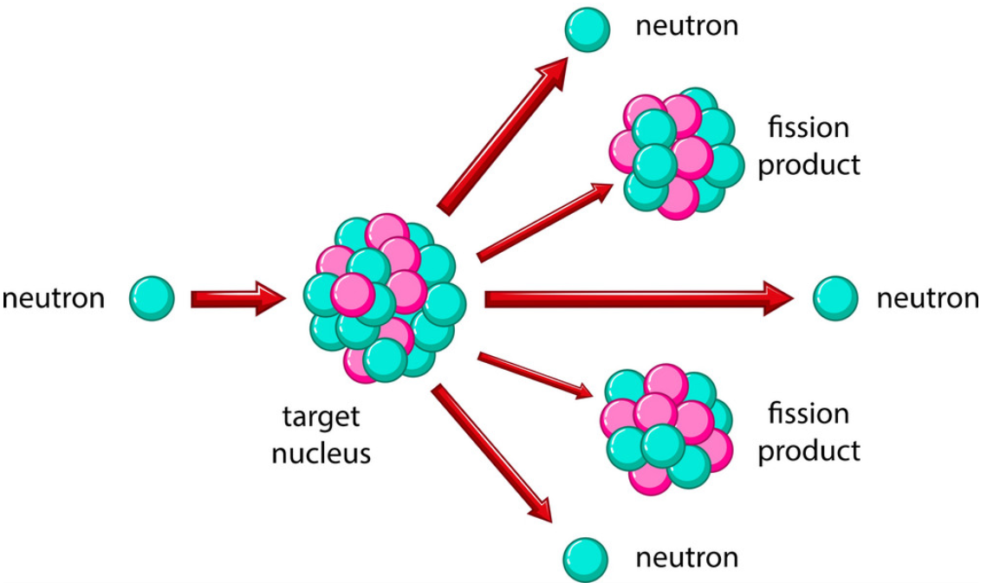 neutron
fission
product
neutron
neutron
target
nucleus
fission
product
neutron